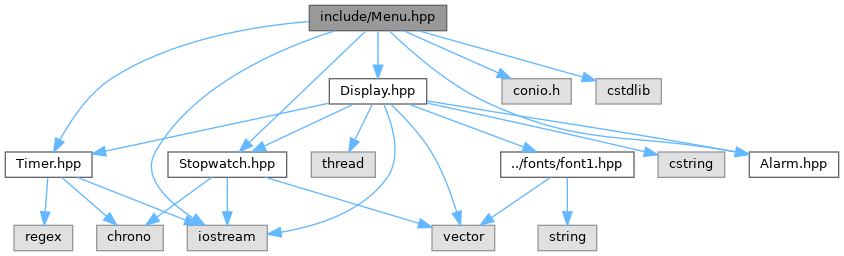 include/Menu.hpp
Display.hpp
conio.h
cstdlib
Timer.hpp
Stopwatch.hpp
thread
../fonts/font1.hpp
cstring
Alarm.hpp
regex
chrono
iostream
vector
string